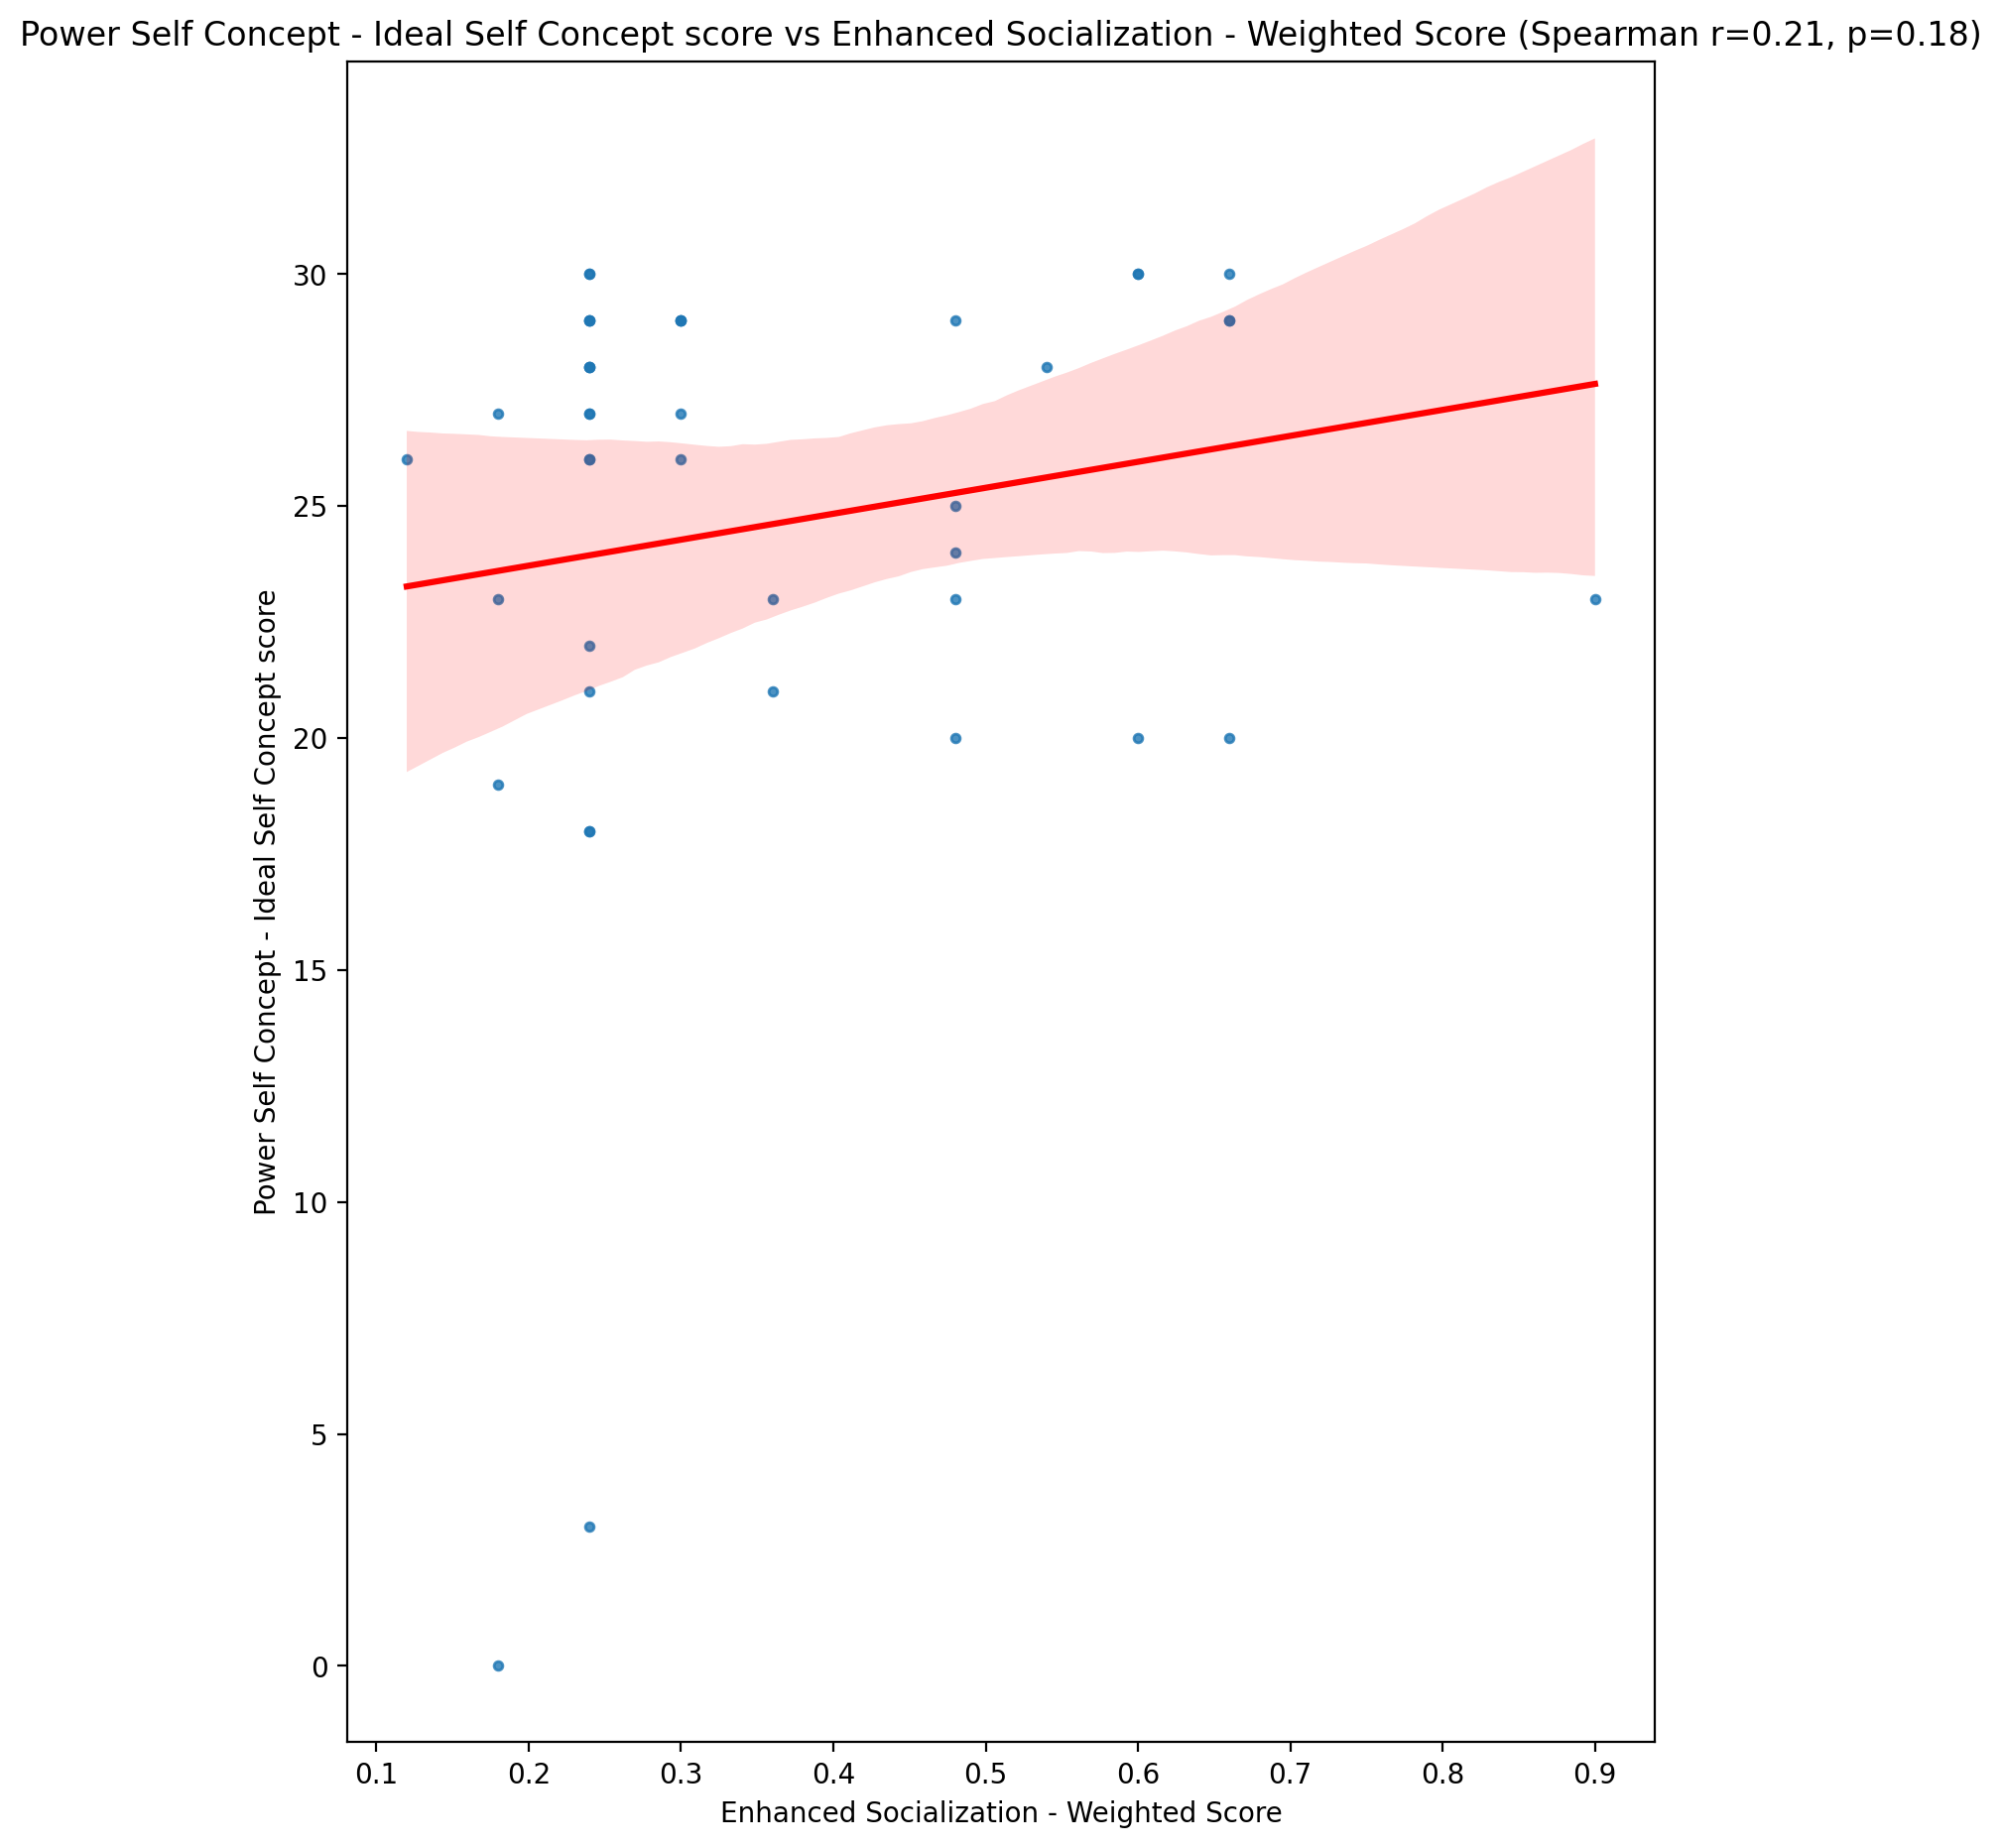 Power Self Concept - Ideal Self Concept score vs Enhanced Socialization - Weighted Score (Spearman r=0.21, p=0.18)
Power Self Concept - Ideal Self Concept score
30
25
20
15
10
5
0
0.1 0.2 0.3 0.4 0.5 0.6 0.7 0.8 0.9
Enhanced Socialization - Weighted Score